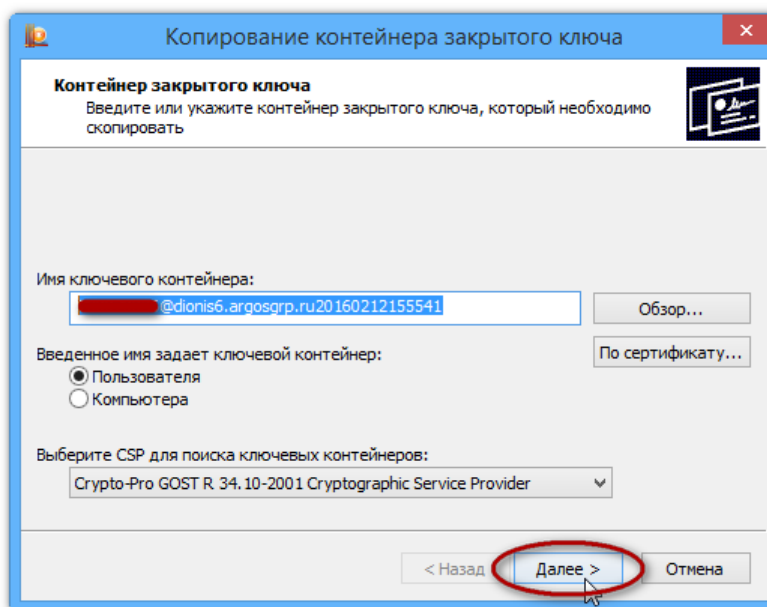 Копирование контейнера закрытого ключа
Контейнер закрытого ключа
Введите или укажите контейнер закрытого ключа, который необходимо
скопировать
Имя ключевого контейнера:
@dionis6.argosgrp.ru20160212155541
Обзор...
Введенное имя задает ключевой контейнер:
По сертификату...
Пользователя
Компьютера
Выберите CSP для поиска ключевых контейнеров:
Crypto-Pro GOST R 34.10-2001 Cryptographic Service Provider
< Назад
Далее >
Отмена